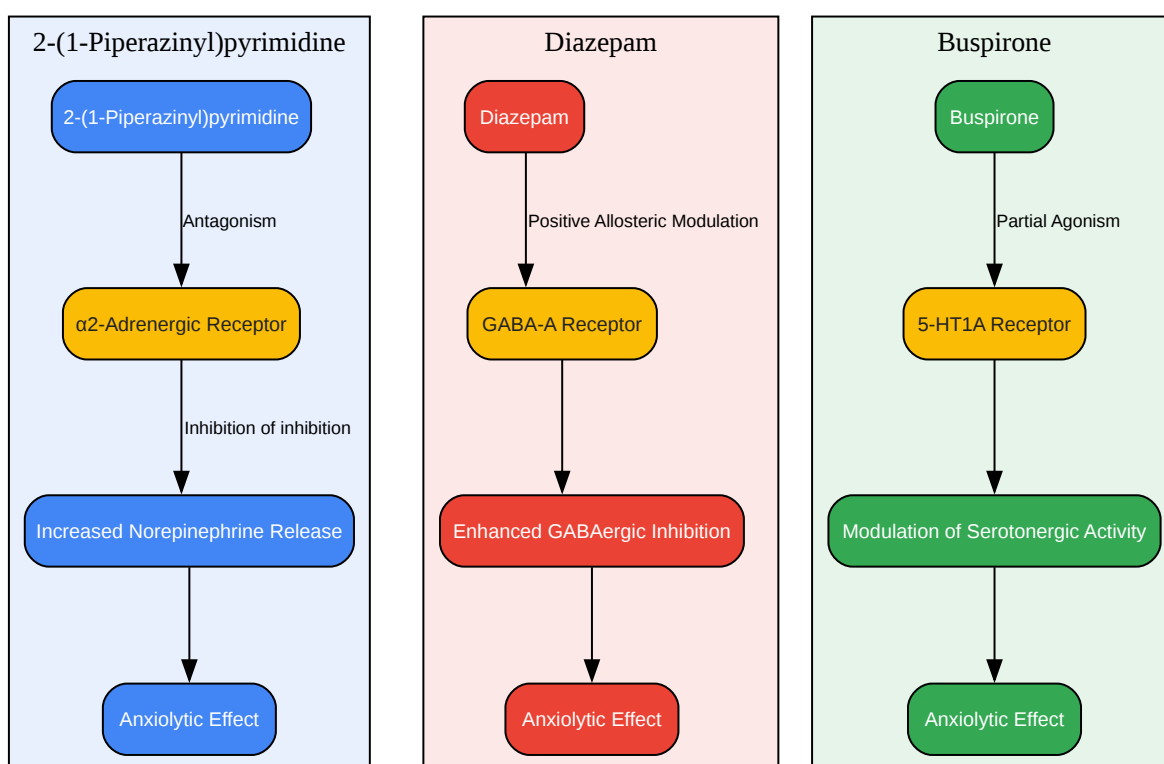 2-(1-Piperazinyl)pyrimidine
2-(1-Piperazinyl)pyrimidine
Antagonism
α2-Adrenergic Receptor
Inhibition of inhibition
Increased Norepinephrine Release
Anxiolytic Effect
Diazepam
Diazepam
Positive Allosteric Modulation
GABA-A Receptor
Enhanced GABAergic Inhibition
Anxiolytic Effect
Buspirone
Buspirone
Partial Agonism
5-HT1A Receptor
Modulation of Serotonergic Activity
Anxiolytic Effect